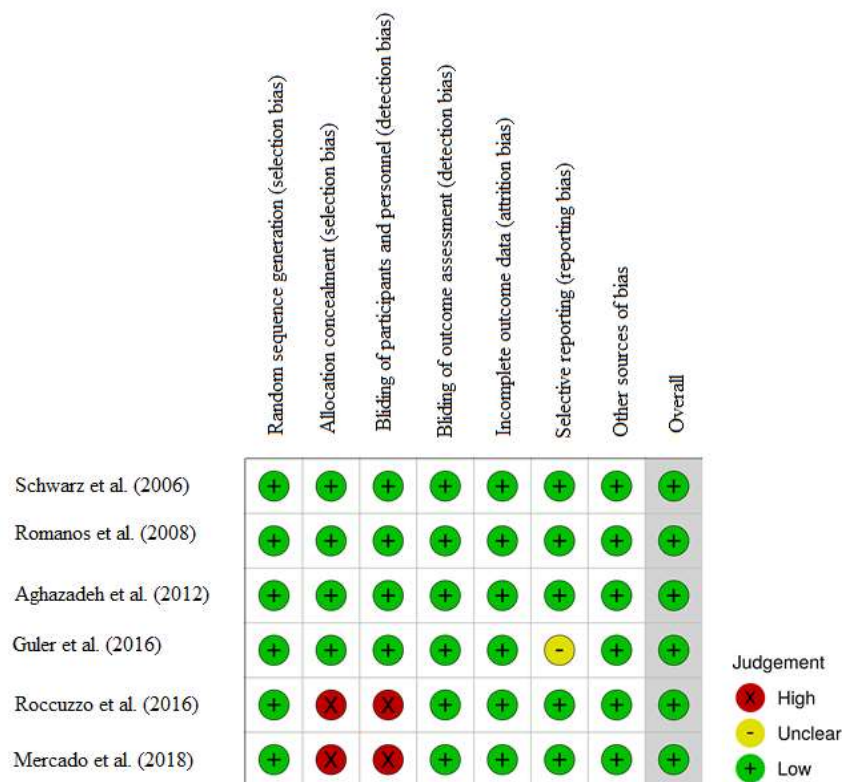 Random sequence generation (selection bias)
Allocation concealment (selection bias)
Bliding of participants and personnel (detection bias)
Bliding of outcome assessment (detection bias)
Incomplete outcome data (attrition bias)
Selective reporting (reporting bias)
Other sources of bias
Overall
Schwarz et al. (2006)
+ + + + + + + +
Romanos et al. (2008)
+ + + + + + + +
Aghazadeh et al. (2012)
+ + + + + + + +
Guler et al. (2016)
+ + + + + - + +
Roccuzzo et al. (2016)
+ X X + + + + +
Mercado et al. (2018)
+ X X + + + + +
Judgement
X High
- Unclear
+ Low